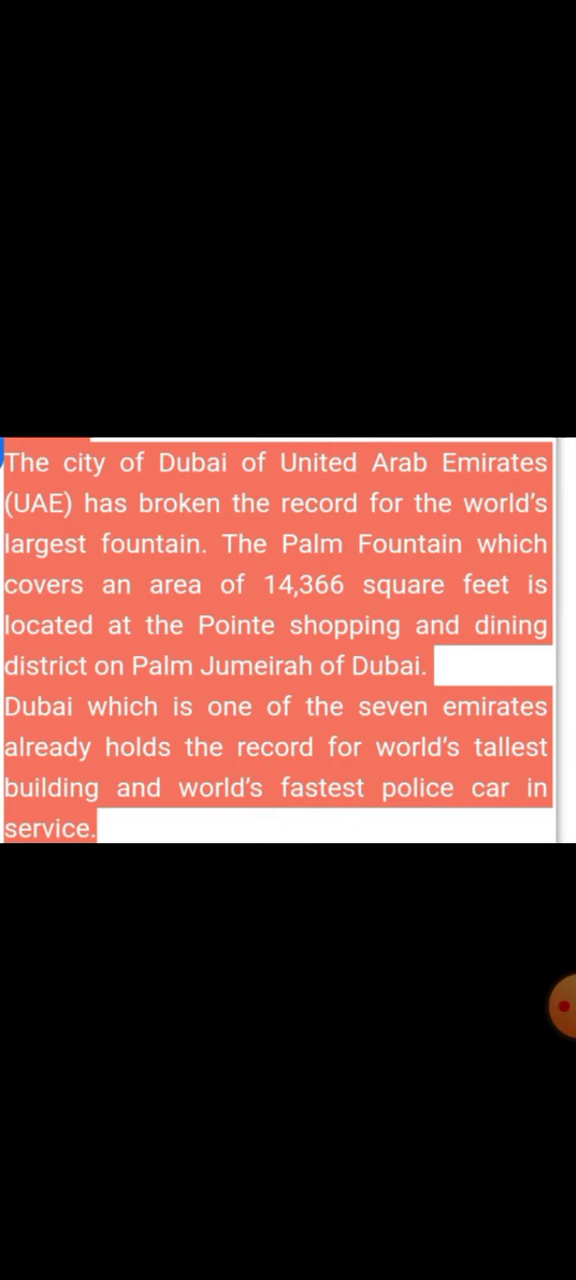 The city of Dubai of United Arab Emirates
(UAE) has broken the record for the world’s
largest fountain. The Palm Fountain which
covers an area of 14,366 square feet is
located at the Pointe shopping and dining
district on Palm Jumeirah of Dubai.
Dubai which is one of the seven emirates
already holds the record for world’s tallest
building and world’s fastest police car in
service.